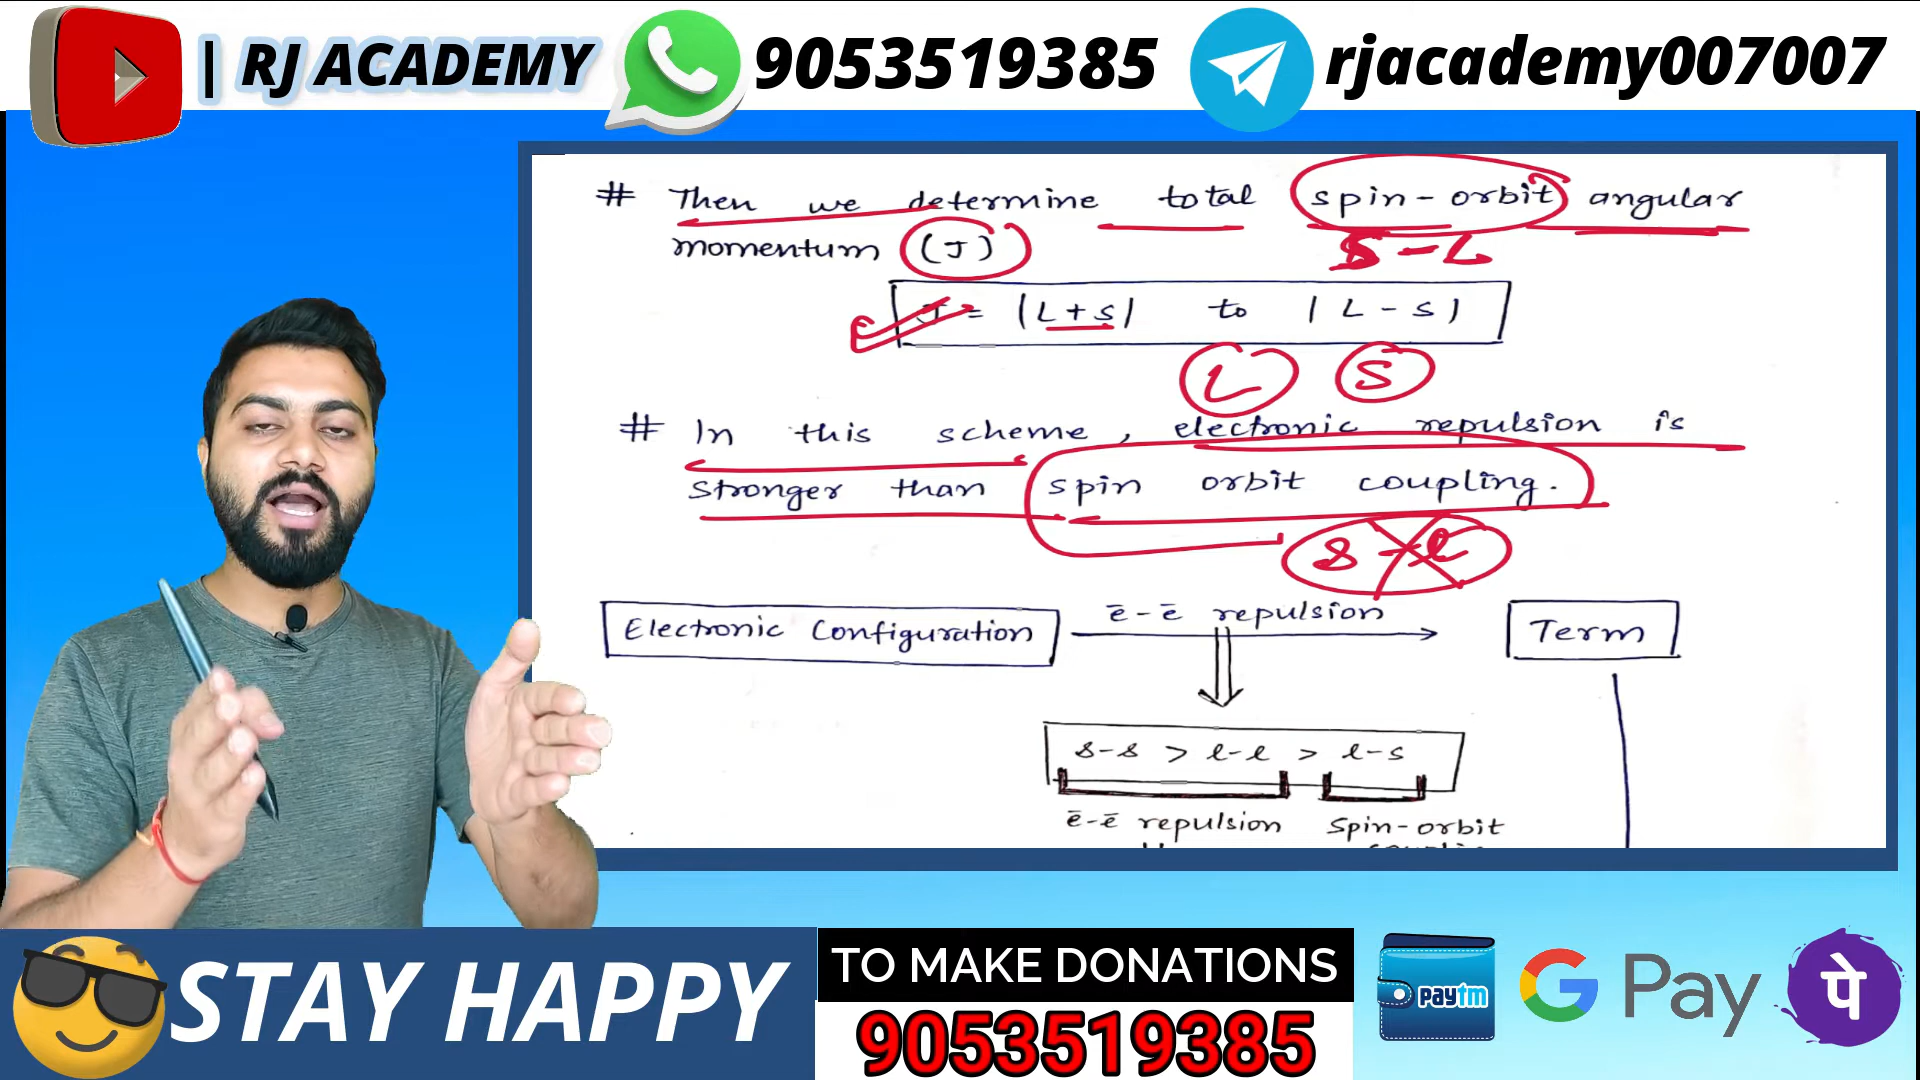 | RJ ACADEMY 9053519385 rjacademy007007
# Then we determine total spin-orbit angular
momentum (J)
S - L
J = |L+s| to |L-s|
L S
# In this scheme, electronic repulsion is
stronger than spin orbit coupling.
s - l
Electronic Configuration ē-ē repulsion Term
s-s > l-l > l-s
ē-ē repulsion spin-orbit
STAY HAPPY
TO MAKE DONATIONS
9053519385
paytm
G Pay
पे